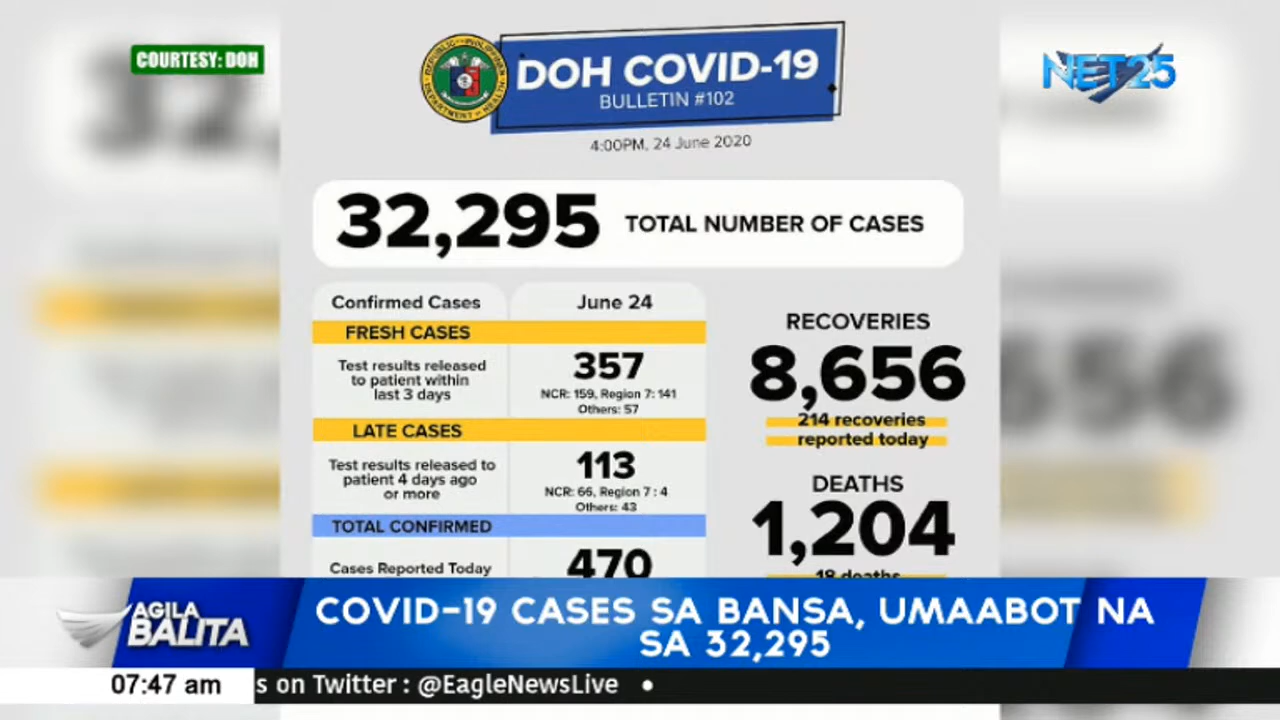 COURTESY: DOH
NET25
DOH COVID-19
BULLETIN #102
4:00PM, 24 June 2020
32,295 TOTAL NUMBER OF CASES
Confirmed Cases
June 24
FRESH CASES
Test results released
to patient within
last 3 days
357
NCR: 159, Region 7: 141
Others: 57
LATE CASES
Test results released to
patient 4 days ago
or more
113
NCR: 66, Region 7 : 4
Others: 43
TOTAL CONFIRMED
Cases Reported Today
470
RECOVERIES
8,656
214 recoveries
reported today
DEATHS
1,204
18 deaths
AGILA
BALITA
COVID-19 CASES SA BANSA, UMAABOT NA
SA 32,295
07:47 am
s on Twitter : @EagleNewsLive •